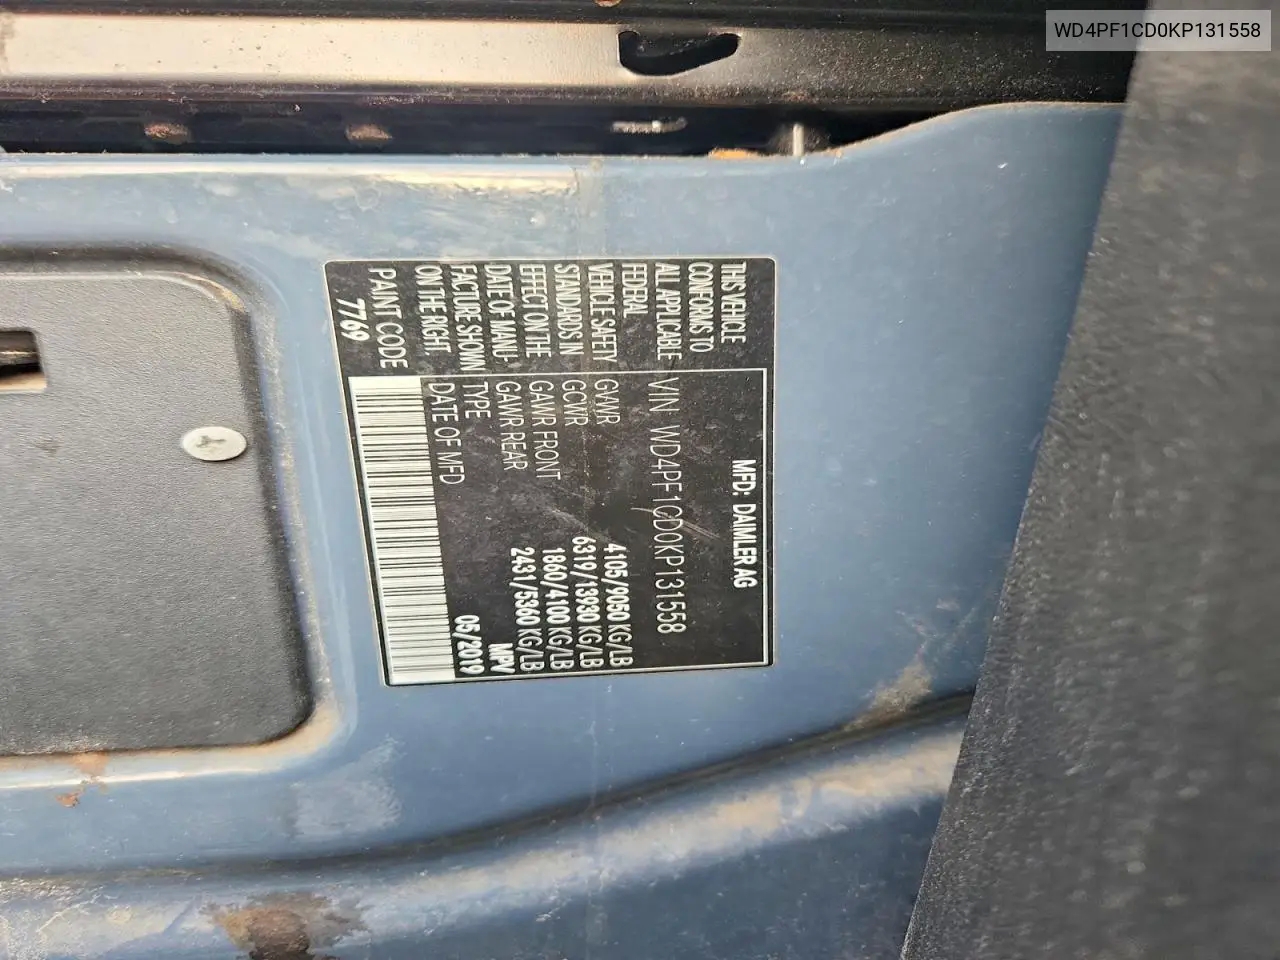 WD4PF1CD0KP131558
THIS VEHICLE
CONFORMS TO
ALL APPLICABLE
FEDERAL
VEHICLE SAFETY
STANDARDS IN
EFFECT ON THE
DATE OF MANU-
FACTURE SHOWN
ON THE RIGHT.
PAINT CODE
7769
MFD: DAIMLER AG
VIN WD4PF1CD0KP131558
GVWR 4105/9050 KG/LB
GCWR 6319/13930 KG/LB
GAWR FRONT 1860/4100 KG/LB
GAWR REAR 2431/5360 KG/LB
TYPE MPV
DATE OF MFD 05/2019